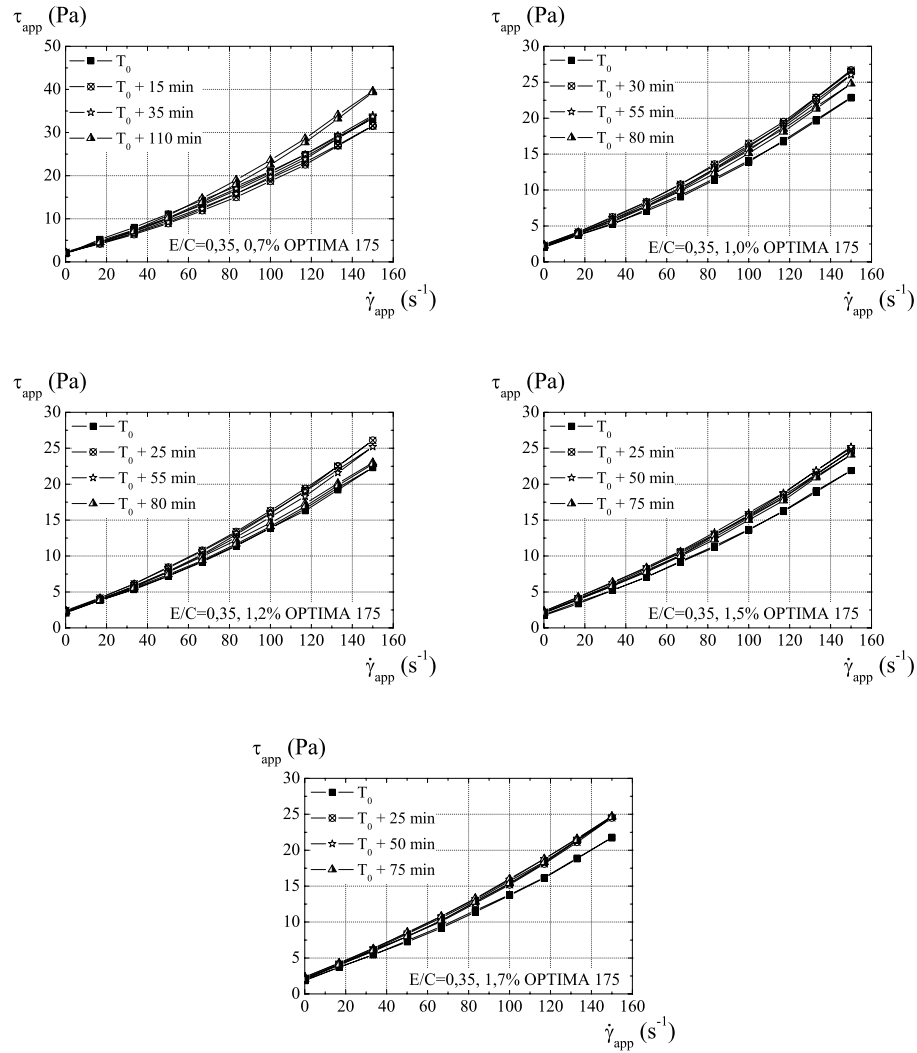 τapp (Pa)
50
40
30
20
10
0
T0
T0 + 15 min
T0 + 35 min
T0 + 110 min
E/C=0,35, 0,7% OPTIMA 175
0 20 40 60 80 100 120 140 160
γ̇app (s-1)
τapp (Pa)
30
25
20
15
10
5
0
T0
T0 + 30 min
T0 + 55 min
T0 + 80 min
E/C=0,35, 1,0% OPTIMA 175
0 20 40 60 80 100 120 140 160
γ̇app (s-1)
τapp (Pa)
30
25
20
15
10
5
0
T0
T0 + 25 min
T0 + 55 min
T0 + 80 min
E/C=0,35, 1,2% OPTIMA 175
0 20 40 60 80 100 120 140 160
γ̇app (s-1)
τapp (Pa)
30
25
20
15
10
5
0
T0
T0 + 25 min
T0 + 50 min
T0 + 75 min
E/C=0,35, 1,5% OPTIMA 175
0 20 40 60 80 100 120 140 160
γ̇app (s-1)
τapp (Pa)
30
25
20
15
10
5
0
T0
T0 + 25 min
T0 + 50 min
T0 + 75 min
E/C=0,35, 1,7% OPTIMA 175
0 20 40 60 80 100 120 140 160
γ̇app (s-1)